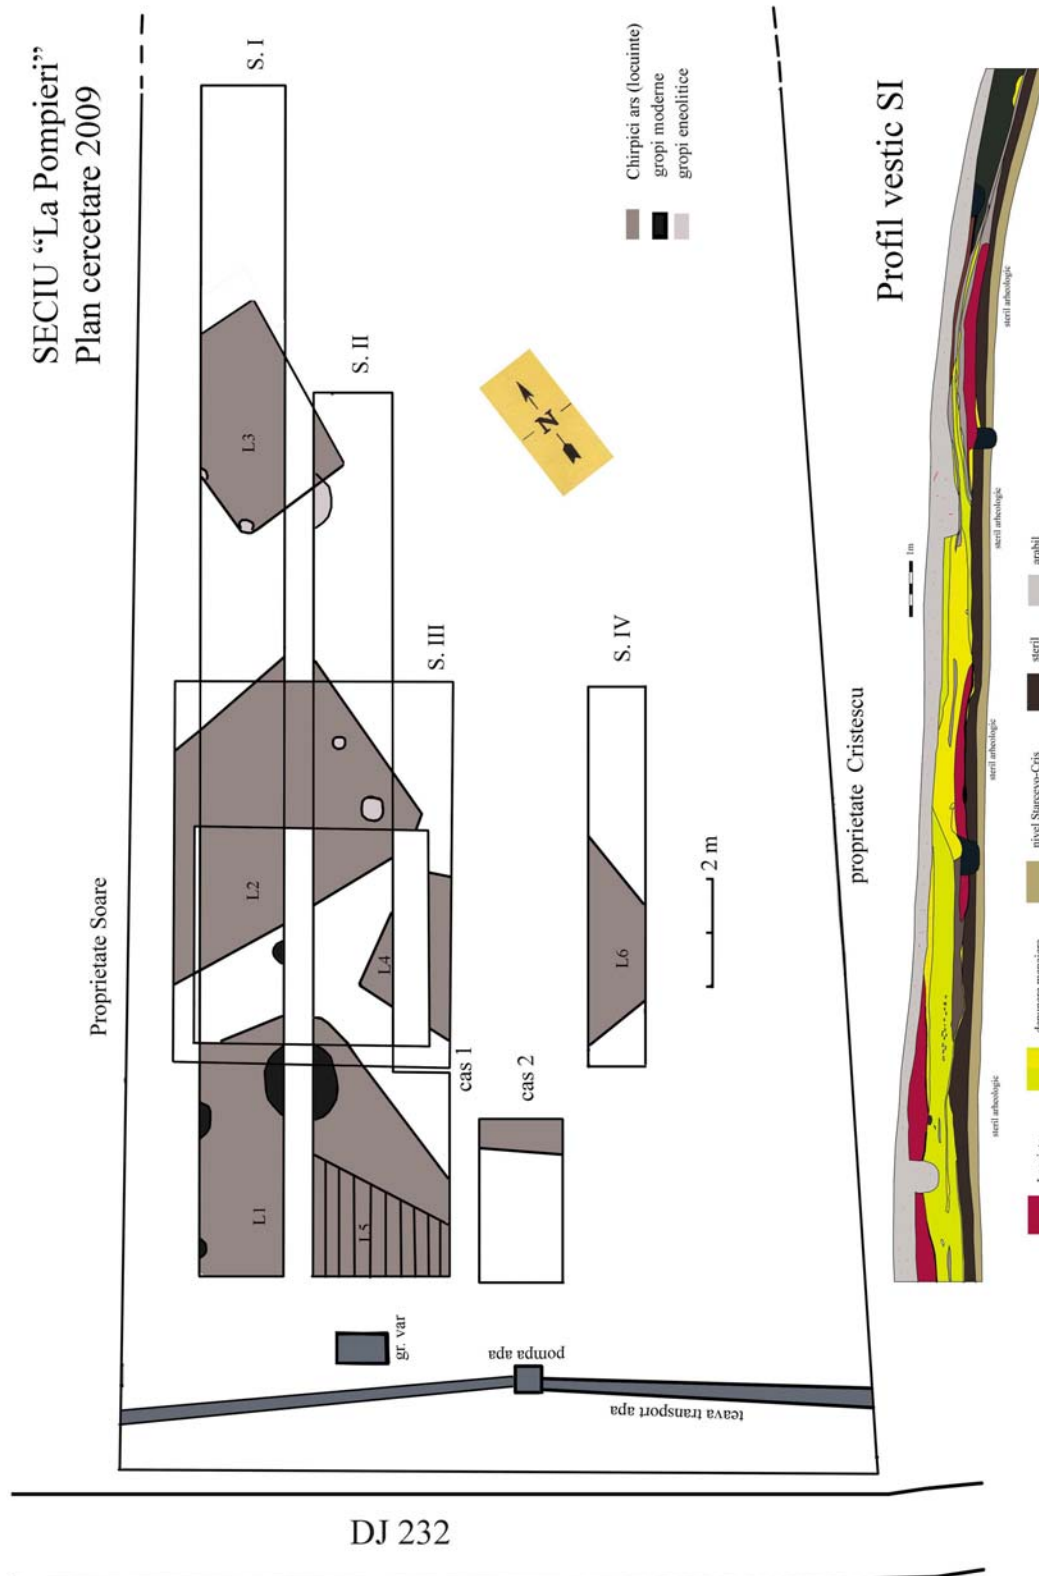 SECIU “La Pompieri”
Plan cercetare 2009
S. I
S. II
S. III
S. IV
Chirpici ars (locuinte)
gropi moderne
gropi eneolitice
N
Proprietate Soare
proprietate Cristescu
L3
L2
L4
L6
L1
L5
cas 1
cas 2
2 m
gr. var
pompa apa
teava transport apa
DJ 232
Profil vestic SI
1m
steril arheologic
steril arheologic
steril arheologic
steril arheologic
arabil
steril
nivel Starcevo-Cris